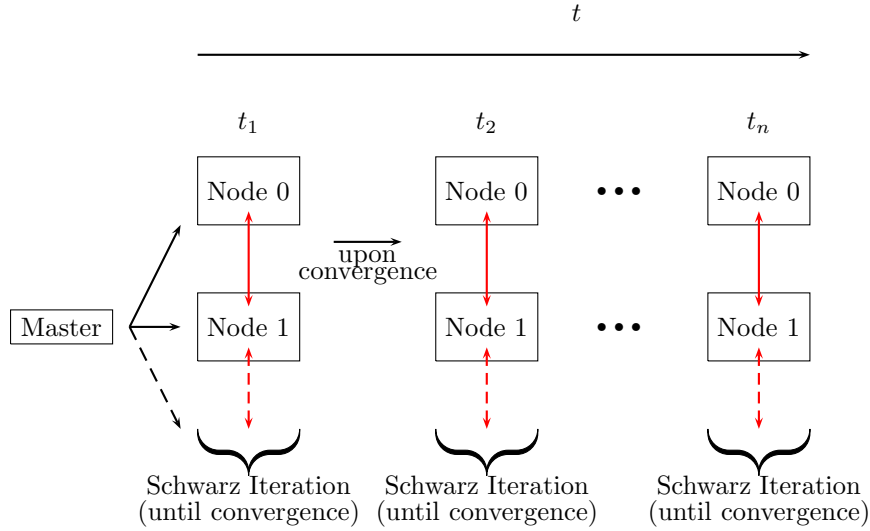 t
t₁ t₂ tₙ
Node 0 Node 0 ••• Node 0
upon
convergence
Master Node 1 Node 1 ••• Node 1
Schwarz Iteration Schwarz Iteration Schwarz Iteration
(until convergence) (until convergence) (until convergence)